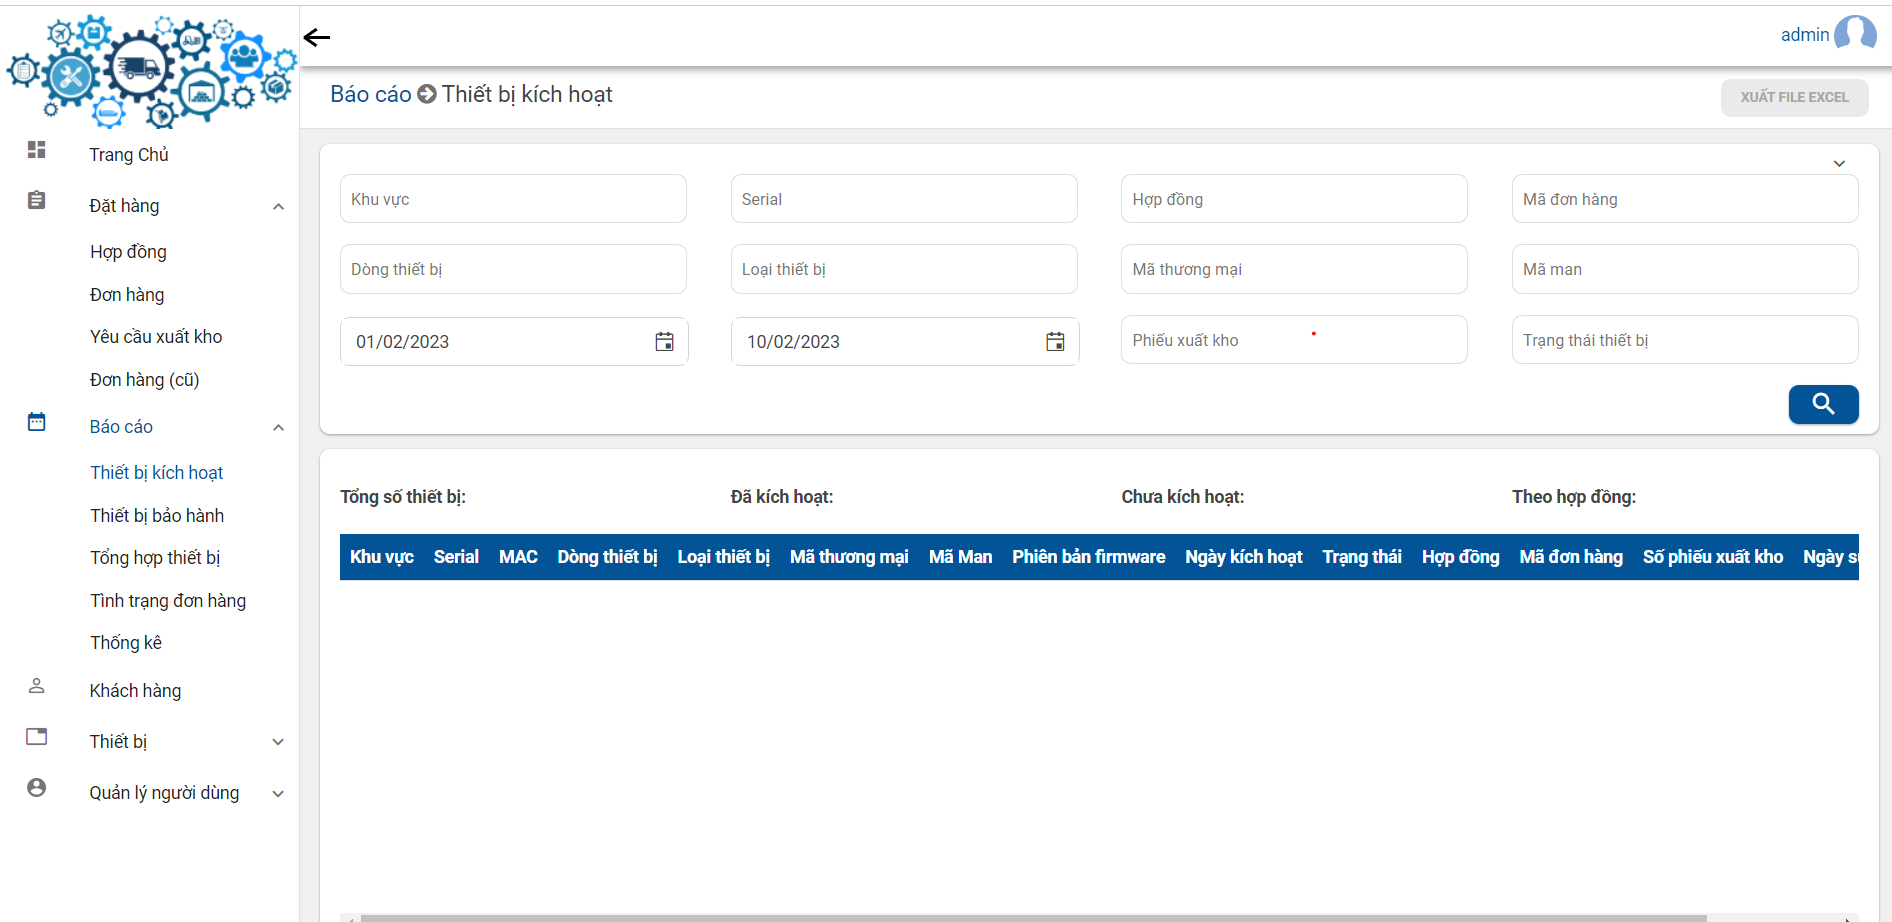 admin
Báo cáo Thiết bị kích hoạt
XUẤT FILE EXCEL
Trang Chủ
Đặt hàng
Hợp đồng
Đơn hàng
Yêu cầu xuất kho
Đơn hàng (cũ)
Báo cáo
Thiết bị kích hoạt
Thiết bị bảo hành
Tổng hợp thiết bị
Tình trạng đơn hàng
Thống kê
Khách hàng
Thiết bị
Quản lý người dùng
Khu vực Serial Hợp đồng Mã đơn hàng
Dòng thiết bị Loại thiết bị Mã thương mại Mã man
01/02/2023 10/02/2023 Phiếu xuất kho Trạng thái thiết bị
Tổng số thiết bị: Đã kích hoạt: Chưa kích hoạt: Theo hợp đồng:
Khu vực Serial MAC Dòng thiết bị Loại thiết bị Mã thương mại Mã Man Phiên bản firmware Ngày kích hoạt Trạng thái Hợp đồng Mã đơn hàng Số phiếu xuất kho Ngày